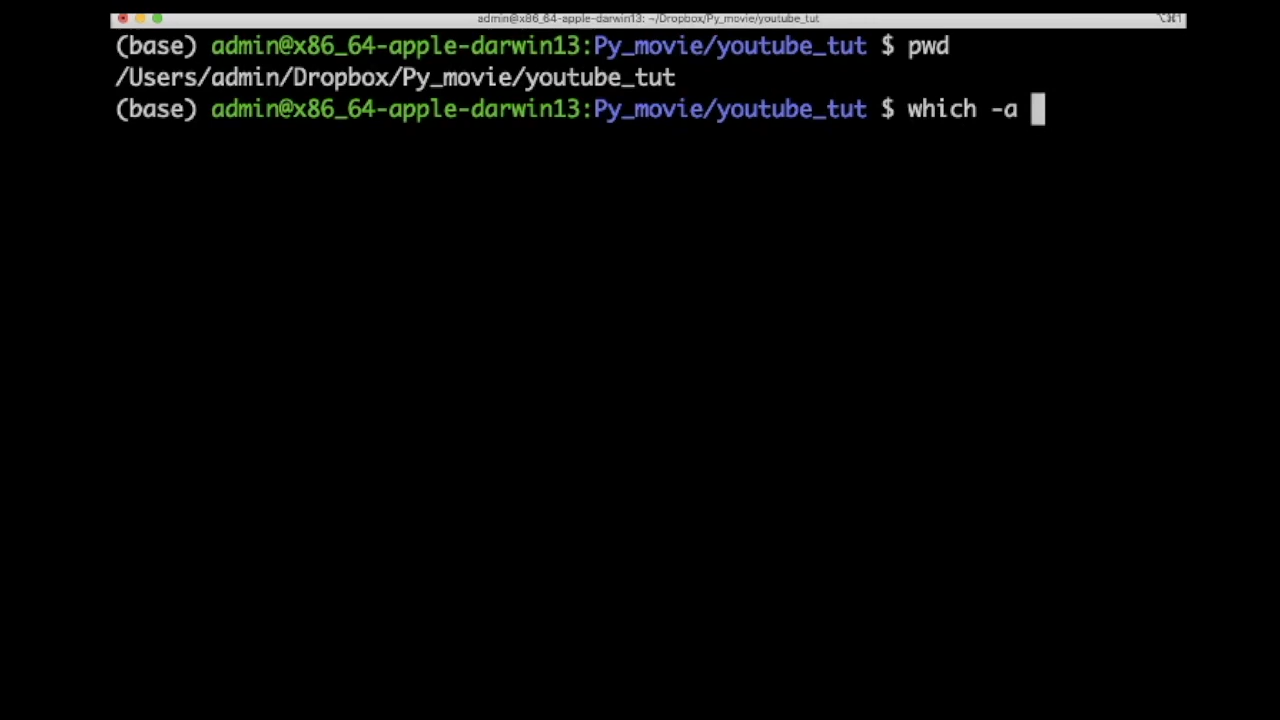 admin@x86_64-apple-darwin13: ~/Dropbox/Py_movie/youtube_tut
⌥⌘1
(base) admin@x86_64-apple-darwin13:Py_movie/youtube_tut $ pwd
/Users/admin/Dropbox/Py_movie/youtube_tut
(base) admin@x86_64-apple-darwin13:Py_movie/youtube_tut $ which -a